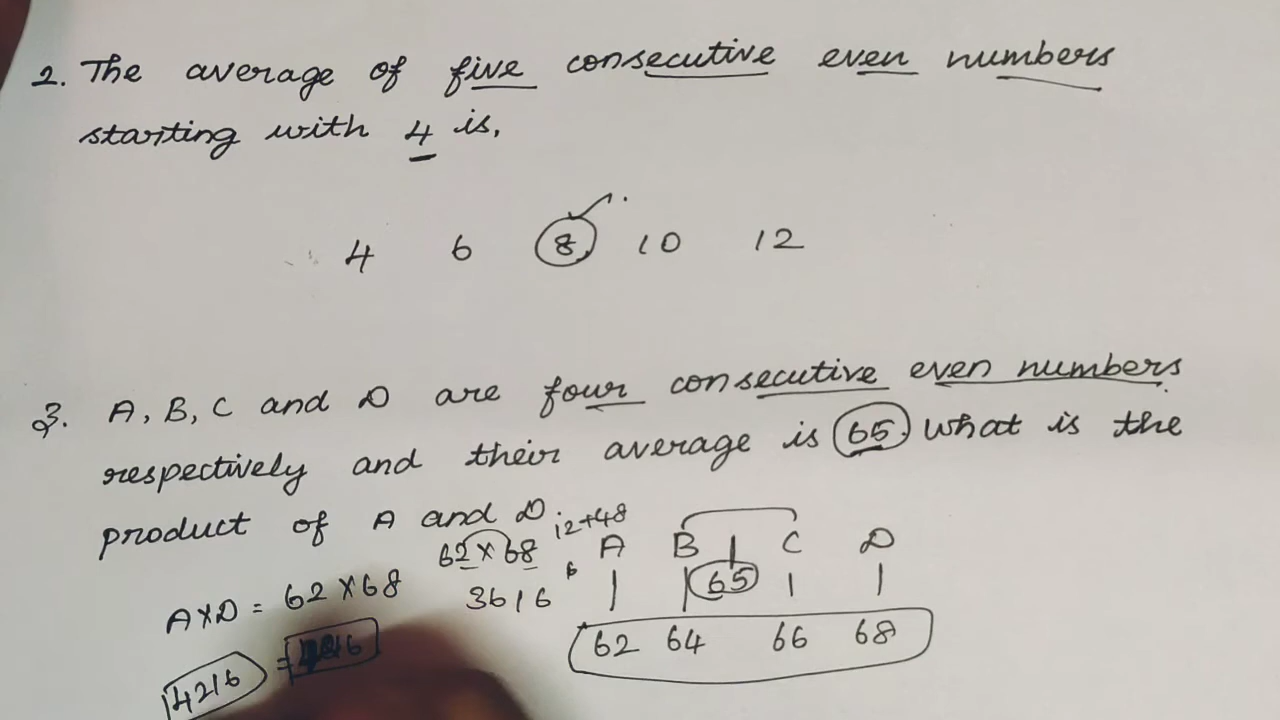 2. The average of five consecutive even numbers
starting with 4 is,
4 6 8 10 12
3. A, B, C and D are four consecutive even numbers
respectively and their average is 65. What is the
product of A and D.
12+48
62×68
3616
A B C D
65
62 64 66 68
A×D = 62×68
=
4216